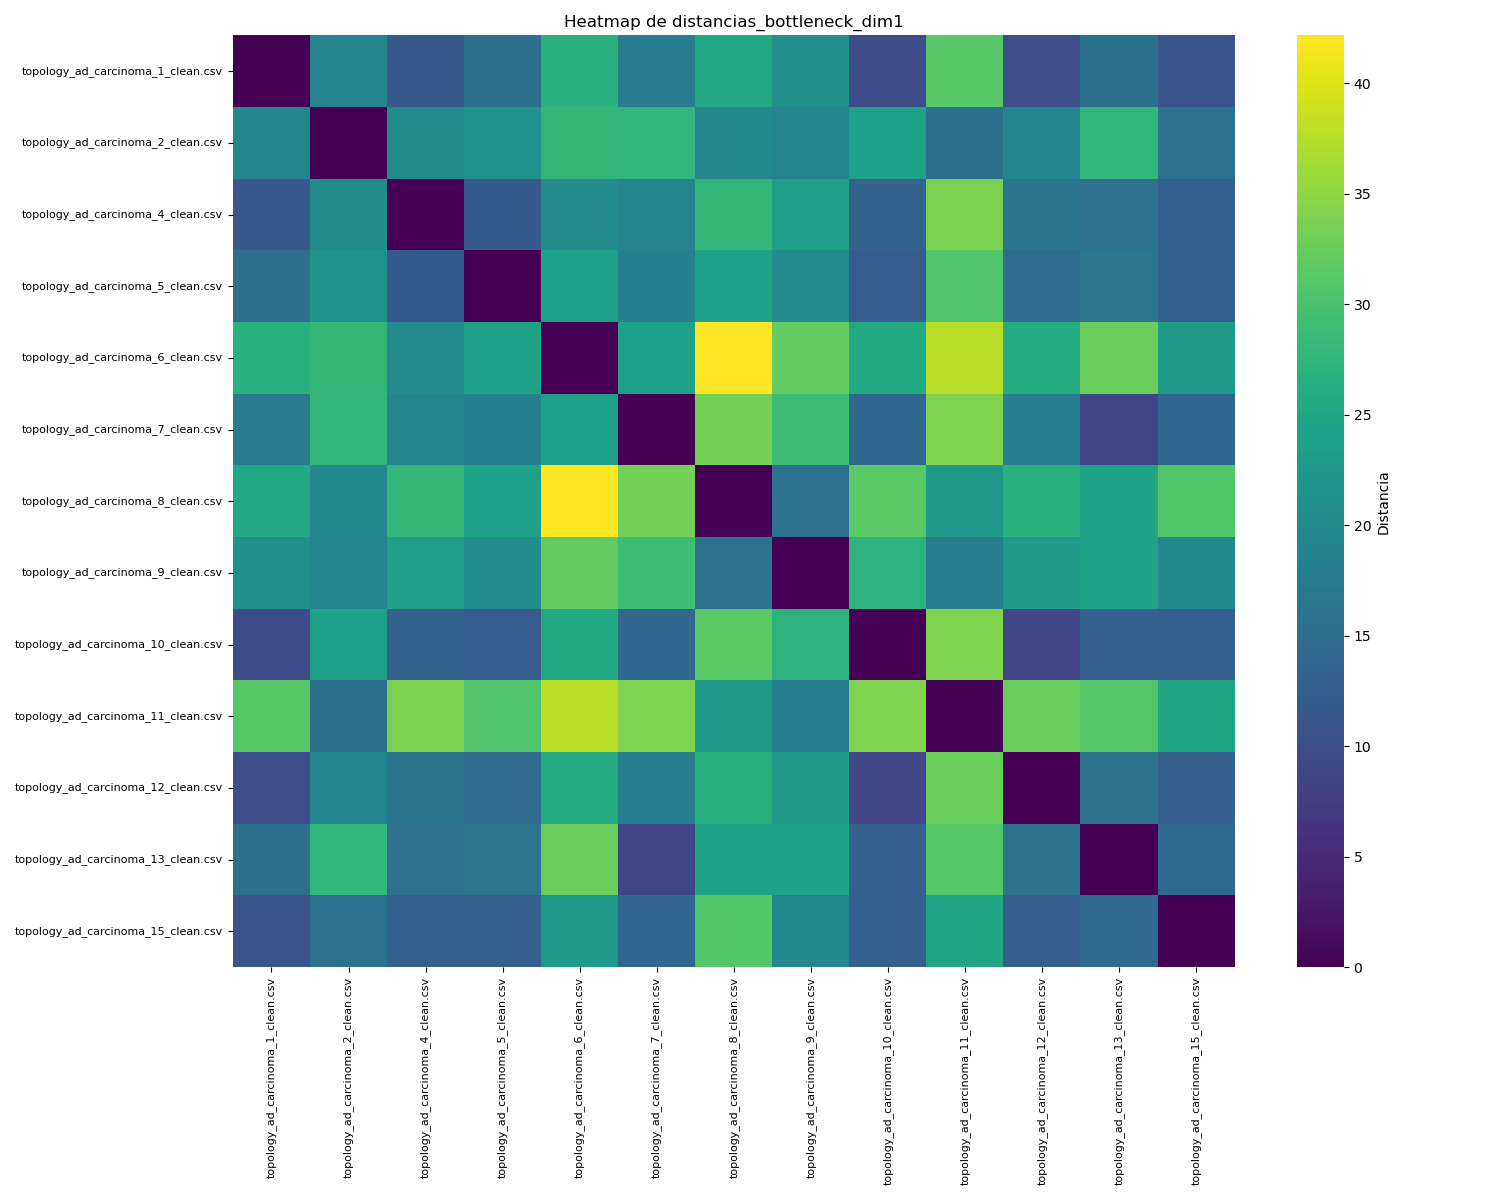 Heatmap de distancias_bottleneck_dim1
topology_ad_carcinoma_1_clean.csv
topology_ad_carcinoma_2_clean.csv
topology_ad_carcinoma_4_clean.csv
topology_ad_carcinoma_5_clean.csv
topology_ad_carcinoma_6_clean.csv
topology_ad_carcinoma_7_clean.csv
topology_ad_carcinoma_8_clean.csv
topology_ad_carcinoma_9_clean.csv
topology_ad_carcinoma_10_clean.csv
topology_ad_carcinoma_11_clean.csv
topology_ad_carcinoma_12_clean.csv
topology_ad_carcinoma_13_clean.csv
topology_ad_carcinoma_15_clean.csv
topology_ad_carcinoma_1_clean.csv
topology_ad_carcinoma_2_clean.csv
topology_ad_carcinoma_4_clean.csv
topology_ad_carcinoma_5_clean.csv
topology_ad_carcinoma_6_clean.csv
topology_ad_carcinoma_7_clean.csv
topology_ad_carcinoma_8_clean.csv
topology_ad_carcinoma_9_clean.csv
topology_ad_carcinoma_10_clean.csv
topology_ad_carcinoma_11_clean.csv
topology_ad_carcinoma_12_clean.csv
topology_ad_carcinoma_13_clean.csv
topology_ad_carcinoma_15_clean.csv
40
35
30
25
20
15
10
5
0
Distancia